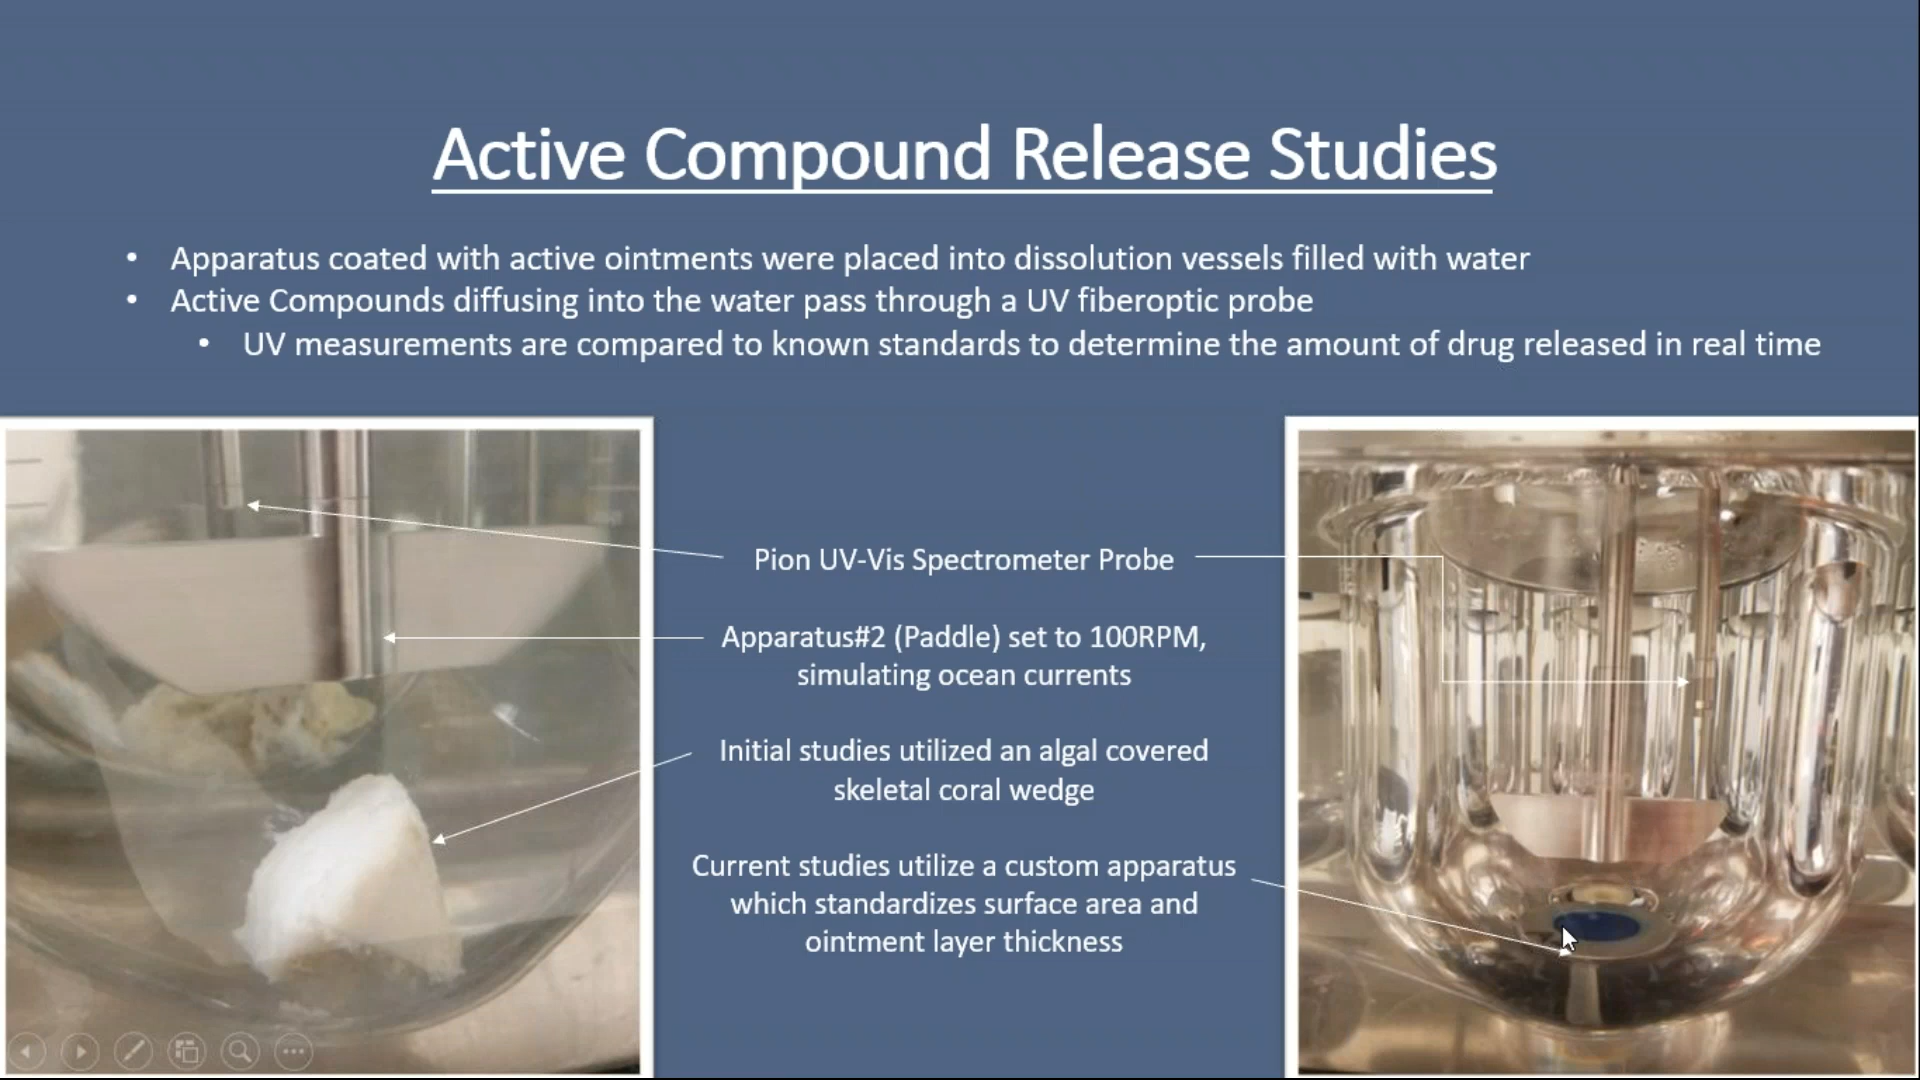 Active Compound Release Studies
• Apparatus coated with active ointments were placed into dissolution vessels filled with water
• Active Compounds diffusing into the water pass through a UV fiberoptic probe
• UV measurements are compared to known standards to determine the amount of drug released in real time
Pion UV-Vis Spectrometer Probe
Apparatus#2 (Paddle) set to 100RPM,
simulating ocean currents
Initial studies utilized an algal covered
skeletal coral wedge
Current studies utilize a custom apparatus
which standardizes surface area and
ointment layer thickness